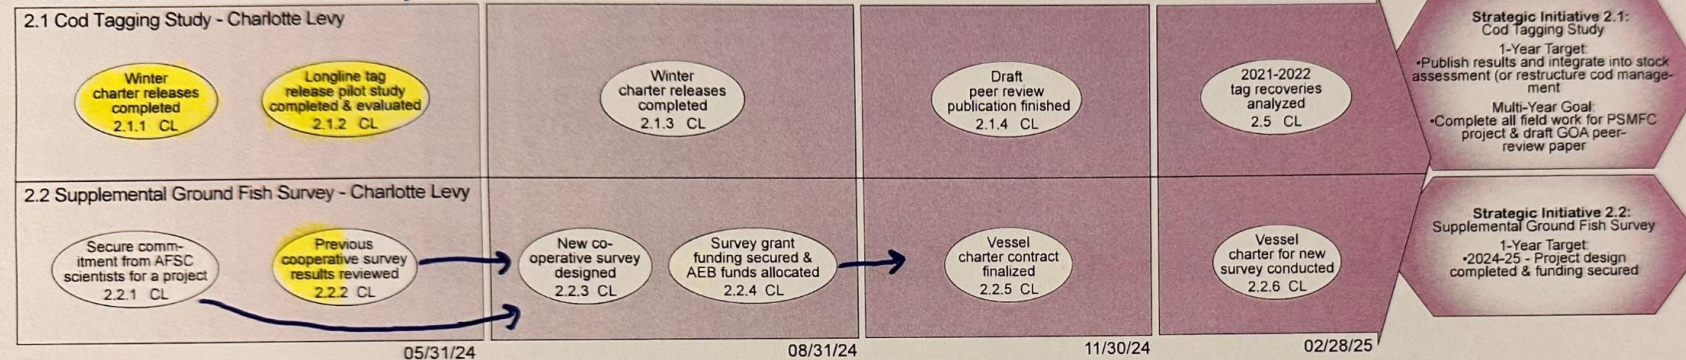 2.1 Cod Tagging Study - Charlotte Levy
Winter
charter releases
completed
2.1.1 CL
Longline tag
release pilot study
completed & evaluated
2.1.2 CL
Winter
charter releases
completed
2.1.3 CL
Draft
peer review
publication finished
2.1.4 CL
2021-2022
tag recoveries
analyzed
2.5 CL
Strategic Initiative 2.1:
Cod Tagging Study
1-Year Target:
•Publish results and integrate into stock
assessment (or restructure cod manage-
ment
Multi-Year Goal:
•Complete all field work for PSMFC
project & draft GOA peer-
review paper
2.2 Supplemental Ground Fish Survey - Charlotte Levy
Secure comm-
itment from AFSC
scientists for a project
2.2.1 CL
Previous
cooperative survey
results reviewed
2.2.2 CL
New co-
operative survey
designed
2.2.3 CL
Survey grant
funding secured &
AEB funds allocated
2.2.4 CL
Vessel
charter contract
finalized
2.2.5 CL
Vessel
charter for new
survey conducted
2.2.6 CL
Strategic Initiative 2.2:
Supplemental Ground Fish Survey
1-Year Target:
•2024-25 - Project design
completed & funding secured
05/31/24
08/31/24
11/30/24
02/28/25